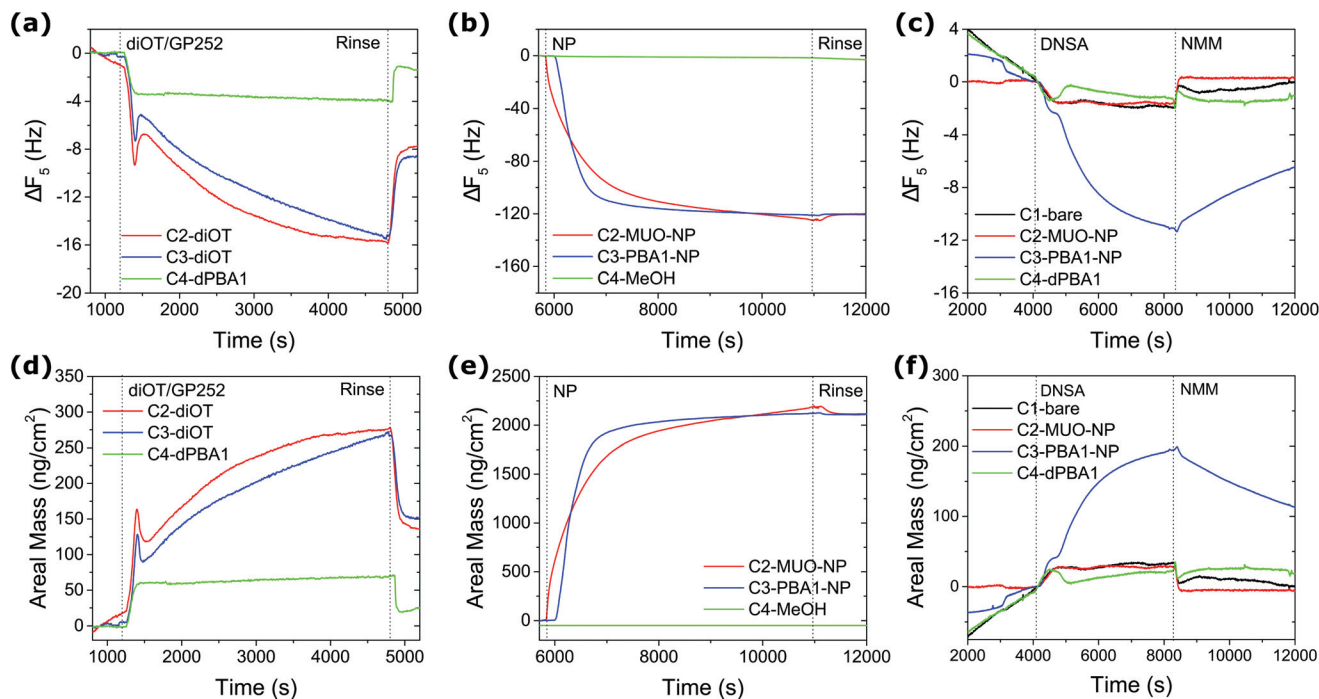 (a)
diOT/GP252
Rinse
0
-4
-8
-12
-16
-20
ΔF5 (Hz)
C2-diOT
C3-diOT
C4-dPBA1
1000 2000 3000 4000 5000
Time (s)
(b)
NP
Rinse
0
-40
-80
-120
-160
ΔF5 (Hz)
C2-MUO-NP
C3-PBA1-NP
C4-MeOH
6000 8000 10000 12000
Time (s)
(c)
DNSA
NMM
4
0
-4
-8
-12
-16
ΔF5 (Hz)
C1-bare
C2-MUO-NP
C3-PBA1-NP
C4-dPBA1
2000 4000 6000 8000 10000 12000
Time (s)
(d)
diOT/GP252
Rinse
350
300
250
200
150
100
50
0
Areal Mass (ng/cm²)
C2-diOT
C3-diOT
C4-dPBA1
1000 2000 3000 4000 5000
Time (s)
(e)
NP
Rinse
2500
2000
1500
1000
500
0
Areal Mass (ng/cm²)
C2-MUO-NP
C3-PBA1-NP
C4-MeOH
6000 8000 10000 12000
Time (s)
(f)
DNSA
NMM
300
200
100
0
Areal Mass (ng/cm²)
C1-bare
C2-MUO-NP
C3-PBA1-NP
C4-dPBA1
2000 4000 6000 8000 10000 12000
Time (s)